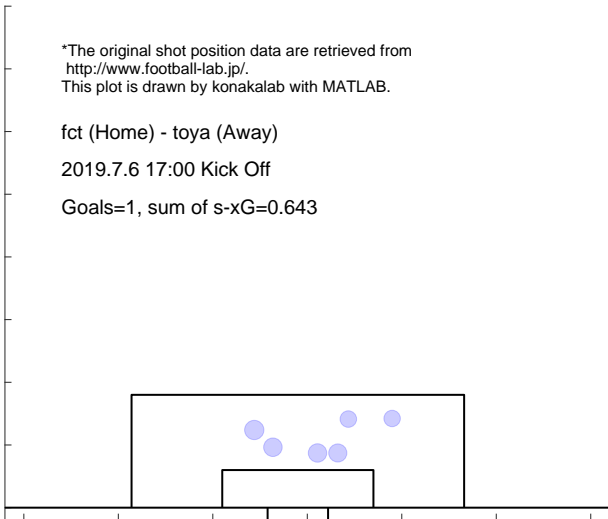 *The original shot position data are retrieved from
http://www.football-lab.jp/.
This plot is drawn by konakalab with MATLAB.
fct (Home) - toya (Away)
2019.7.6 17:00 Kick Off
Goals=1, sum of s-xG=0.643